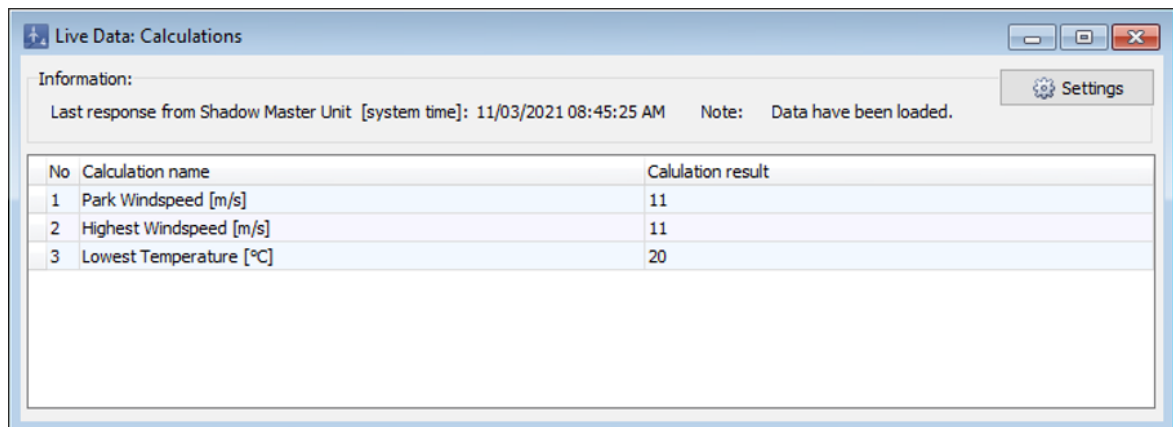 Live Data: Calculations
Information:
Settings
Last response from Shadow Master Unit [system time]: 11/03/2021 08:45:25 AM Note: Data have been loaded.
No Calculation name Calulation result
1 Park Windspeed [m/s] 11
2 Highest Windspeed [m/s] 11
3 Lowest Temperature [°C] 20